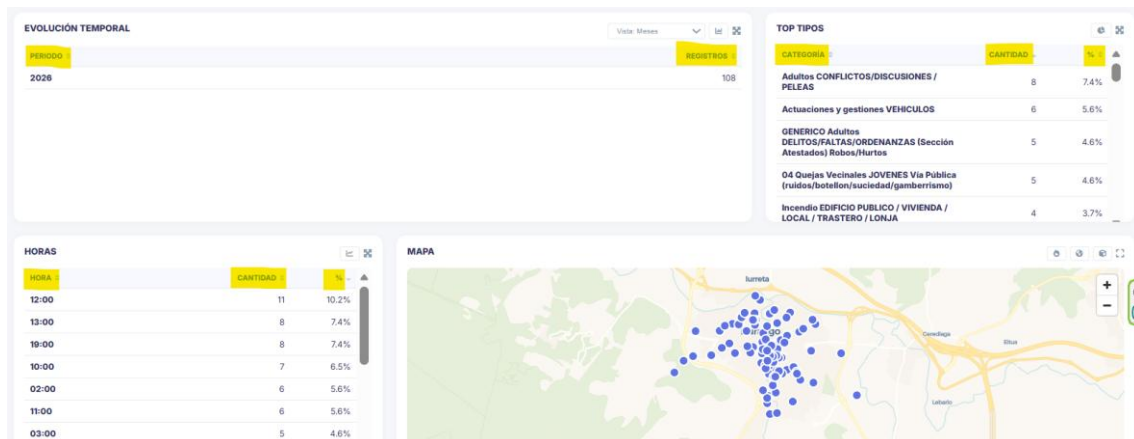 EVOLUCIÓN TEMPORAL
Vista: Meses
PERIODO
REGISTROS
2026
108
TOP TIPOS
CATEGORÍA
CANTIDAD
%
Adultos CONFLICTOS/DISCUSIONES /
PELEAS
8
7.4%
Actuaciones y gestiones VEHICULOS
6
5.6%
GENERICO Adultos
DELITOS/FALTAS/ORDENANZAS (Sección
Atestados) Robos/Hurtos
5
4.6%
04 Quejas Vecinales JOVENES Vía Pública
(ruidos/botellon/suciedad/gamberrismo)
5
4.6%
Incendio EDIFICIO PUBLICO / VIVIENDA /
LOCAL / TRASTERO / LONJA
4
3.7%
HORAS
HORA
CANTIDAD
%
12:00
11
10.2%
13:00
8
7.4%
19:00
8
7.4%
10:00
7
6.5%
02:00
6
5.6%
11:00
6
5.6%
03:00
5
4.6%
MAPA
Iurreta
Gerediaga
+
−